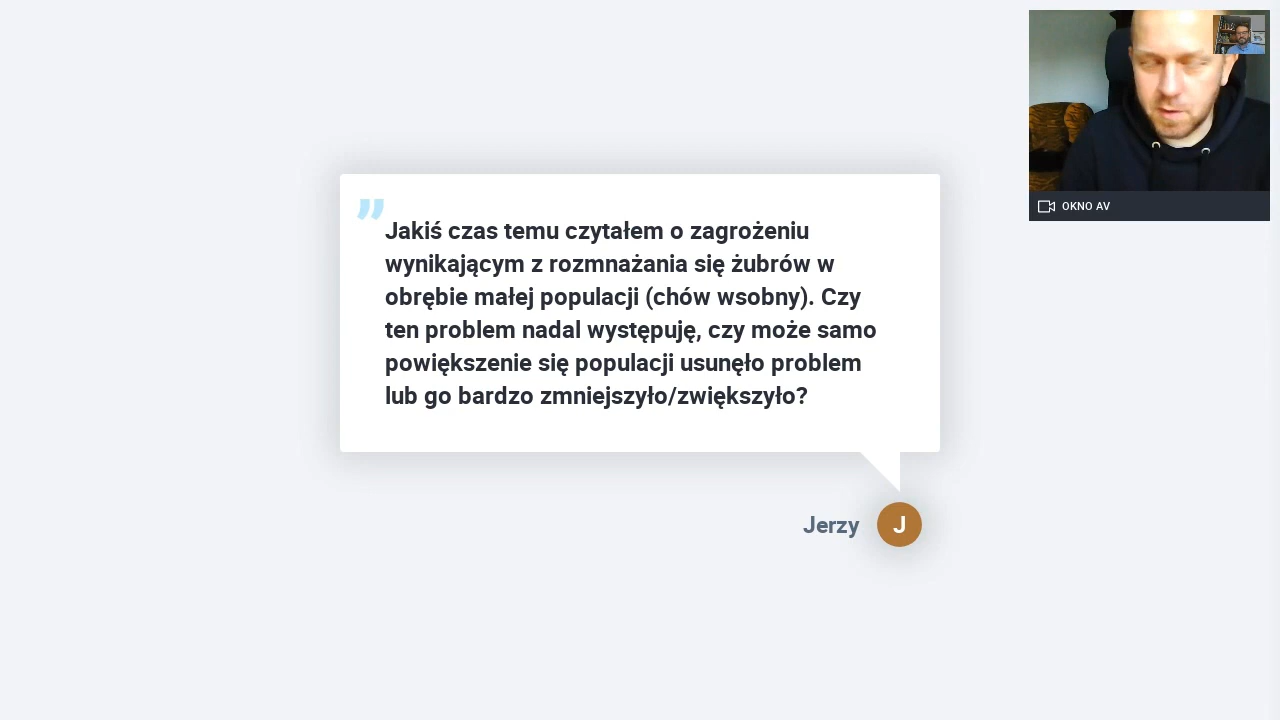 OKNO AV
"
Jakiś czas temu czytałem o zagrożeniu
wynikającym z rozmnażania się żubrów w
obrębie małej populacji (chów wsobny). Czy
ten problem nadal występuję, czy może samo
powiększenie się populacji usunęło problem
lub go bardzo zmniejszyło/zwiększyło?
Jerzy
J